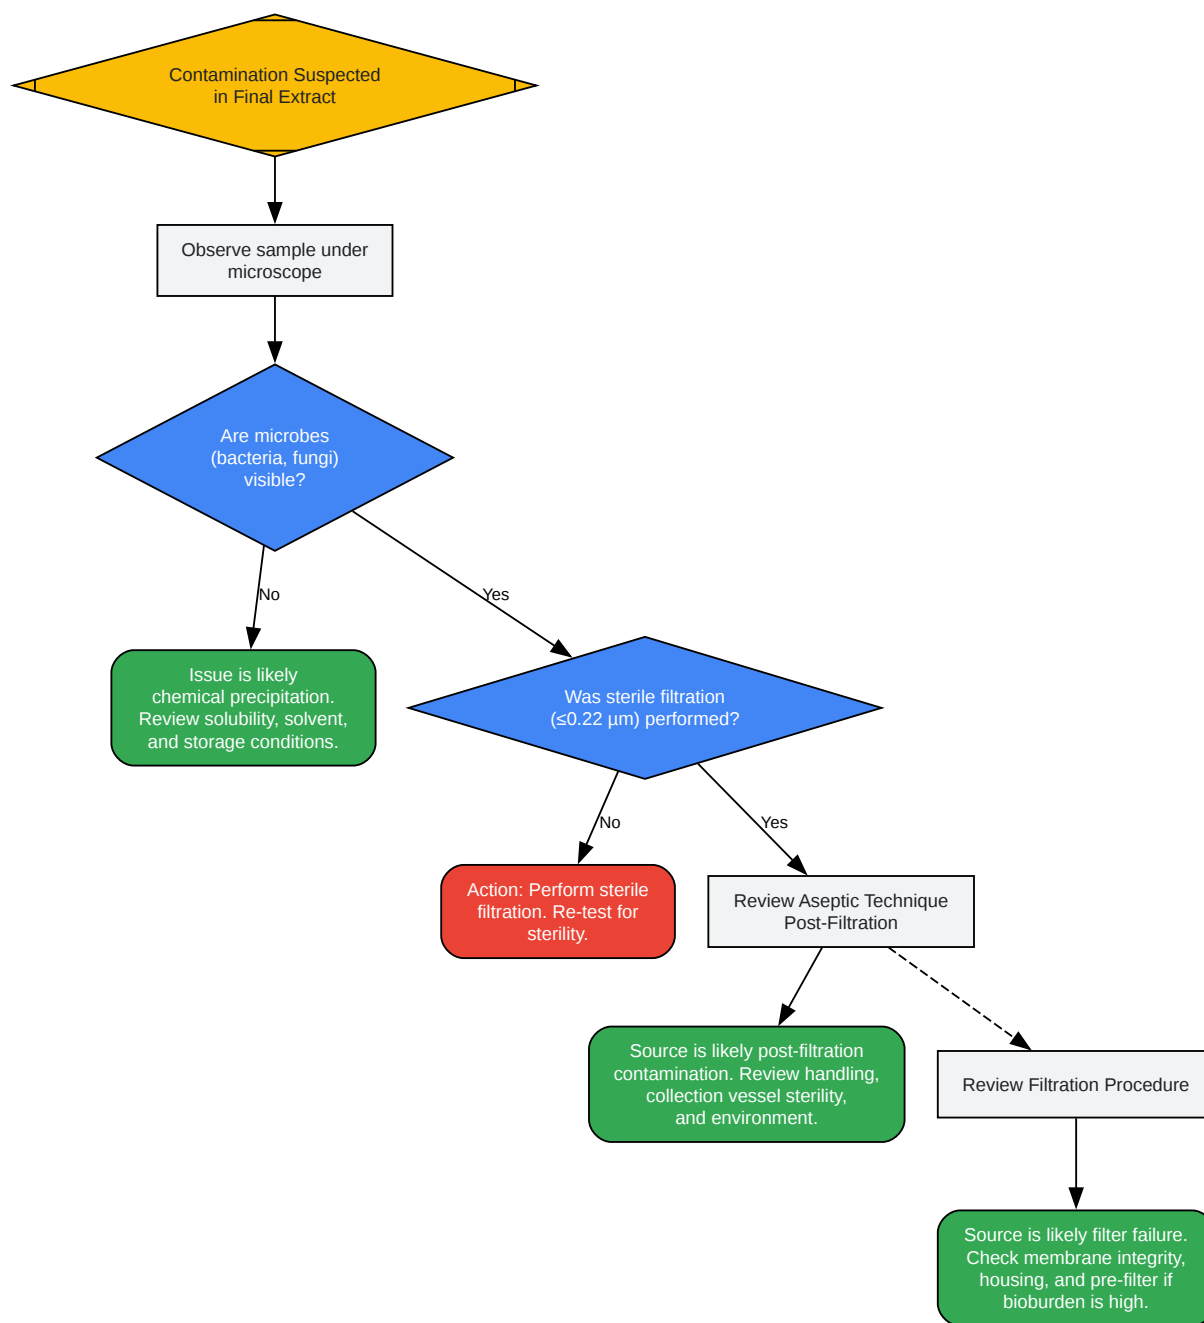 Contamination Suspected
in Final Extract
Observe sample under
microscope
Are microbes
(bacteria, fungi)
visible?
No
Yes
Issue is likely
chemical precipitation.
Review solubility, solvent,
and storage conditions.
Was sterile filtration
(≤0.22 µm) performed?
No
Yes
Action: Perform sterile
filtration. Re-test for
sterility.
Review Aseptic Technique
Post-Filtration
Source is likely post-filtration
contamination. Review handling,
collection vessel sterility,
and environment.
Review Filtration Procedure
Source is likely filter failure.
Check membrane integrity,
housing, and pre-filter if
bioburden is high.